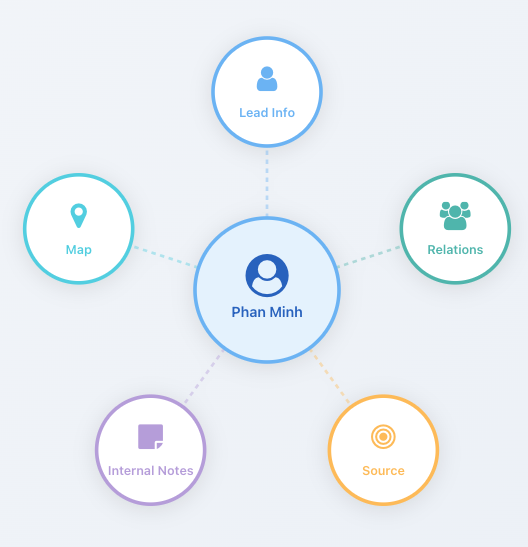 Lead Info
Map
Relations
Phan Minh
Internal Notes
Source